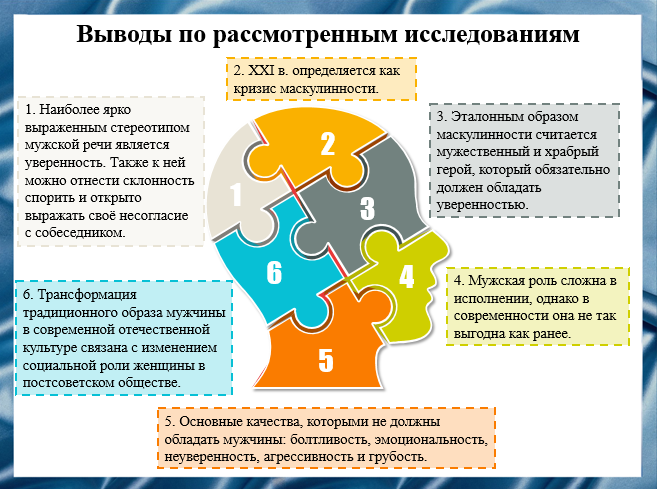 Выводы по рассмотренным исследованиям
1. Наиболее ярко
выраженным стереотипом
мужской речи является
уверенность. Также к ней
можно отнести склонность
спорить и открыто
выражать своё несогласие
с собеседником.
2. XXI в. определяется как
кризис маскулинности.
3. Эталонным образом
маскулинности считается
мужественный и храбрый
герой, который обязательно
должен обладать
уверенностью.
4. Мужская роль сложна в
исполнении, однако в
современности она не так
выгодна как ранее.
5. Основные качества, которыми не должны
обладать мужчины: болтливость, эмоциональность,
неуверенность, агрессивность и грубость.
6. Трансформация
традиционного образа мужчины
в современной отечественной
культуре связана с изменением
социальной роли женщины в
постсоветском обществе.
1
2
3
4
5
6